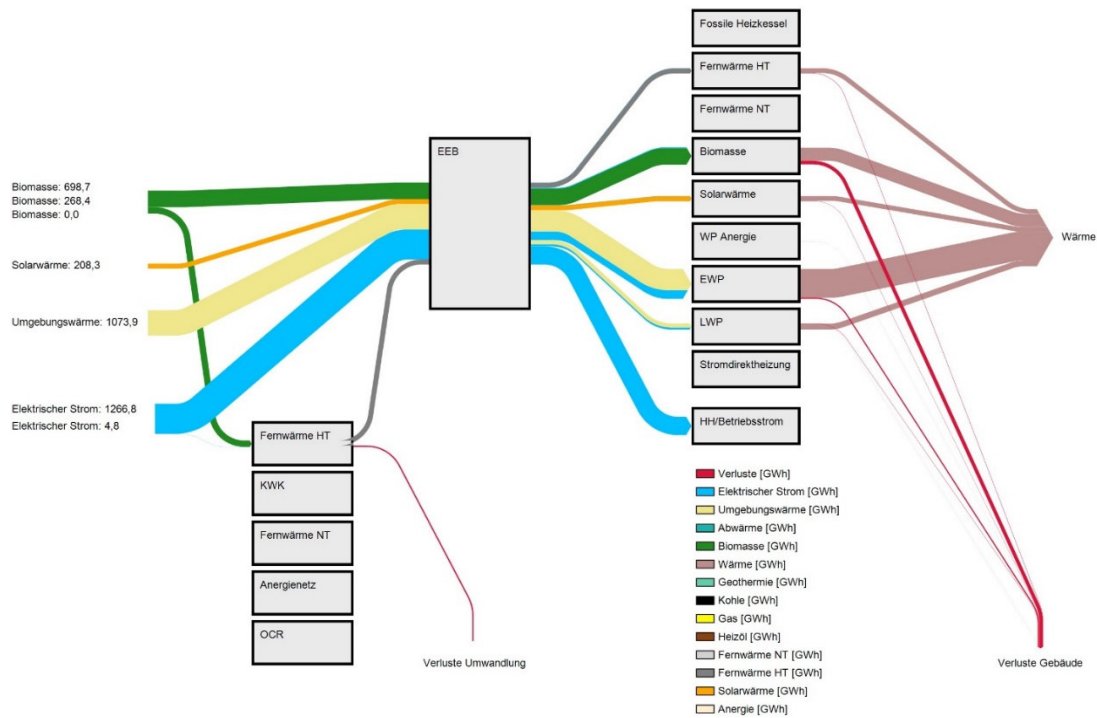 Biomasse: 698,7
Biomasse: 268,4
Biomasse: 0,0
Solarwärme: 208,3
Umgebungswärme: 1073,9
Elektrischer Strom: 1266,8
Elektrischer Strom: 4,8
Fernwärme HT
KWK
Fernwärme NT
Anergienetz
OCR
Verluste Umwandlung
EEB
Fossile Heizkessel
Fernwärme HT
Fernwärme NT
Biomasse
Solarwärme
WP Anergie
EWP
LWP
Stromdirektheizung
HH/Betriebsstrom
Verluste [GWh]
Elektrischer Strom [GWh]
Umgebungswärme [GWh]
Abwärme [GWh]
Biomasse [GWh]
Wärme [GWh]
Geothermie [GWh]
Kohle [GWh]
Gas [GWh]
Heizöl [GWh]
Fernwärme NT [GWh]
Fernwärme HT [GWh]
Solarwärme [GWh]
Anergie [GWh]
Wärme
Verluste Gebäude